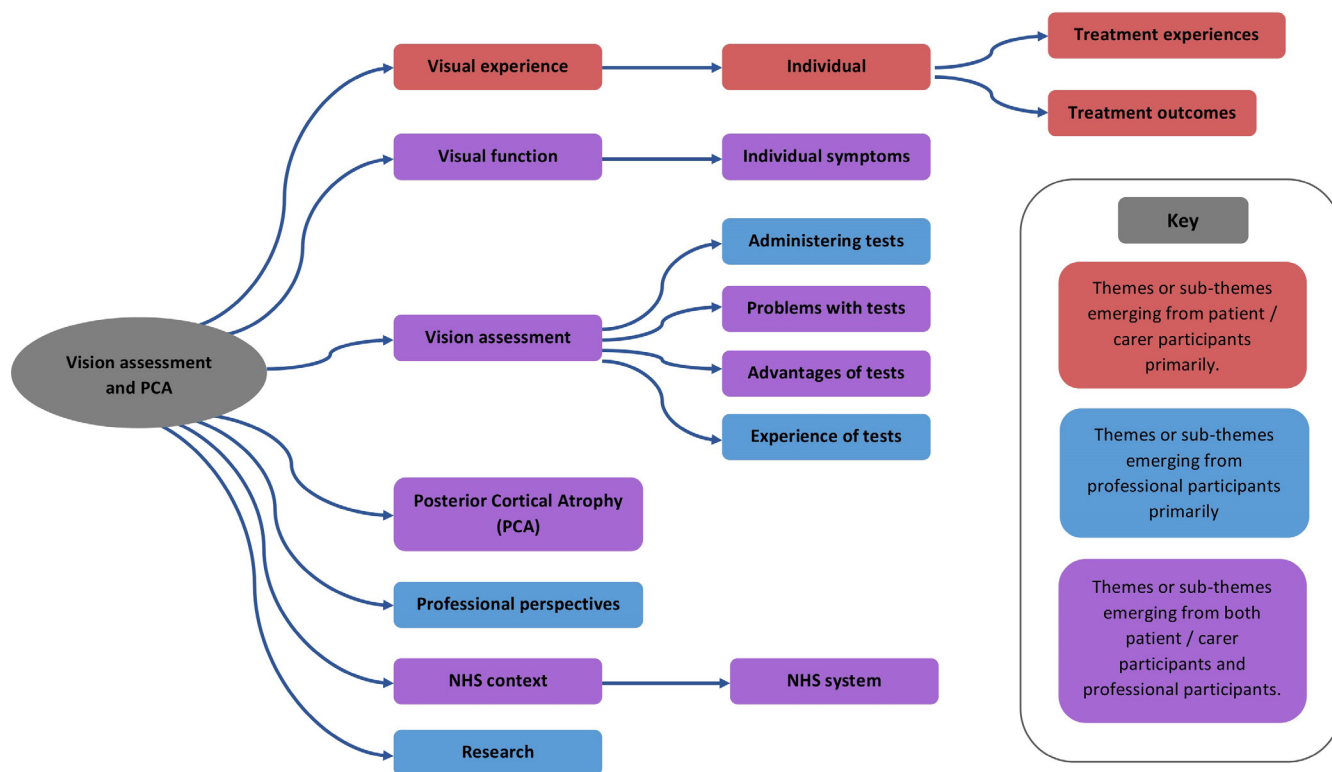 Visual experience
Individual
Treatment experiences
Treatment outcomes
Visual function
Individual symptoms
Vision assessment
and PCA
Vision assessment
Administering tests
Problems with tests
Advantages of tests
Experience of tests
Posterior Cortical Atrophy
(PCA)
Professional perspectives
NHS context
NHS system
Research
Key
Themes or sub-themes
emerging from patient /
carer participants
primarily.
Themes or sub-themes
emerging from
professional participants
primarily
Themes or sub-themes
emerging from both
patient / carer
participants and
professional participants.